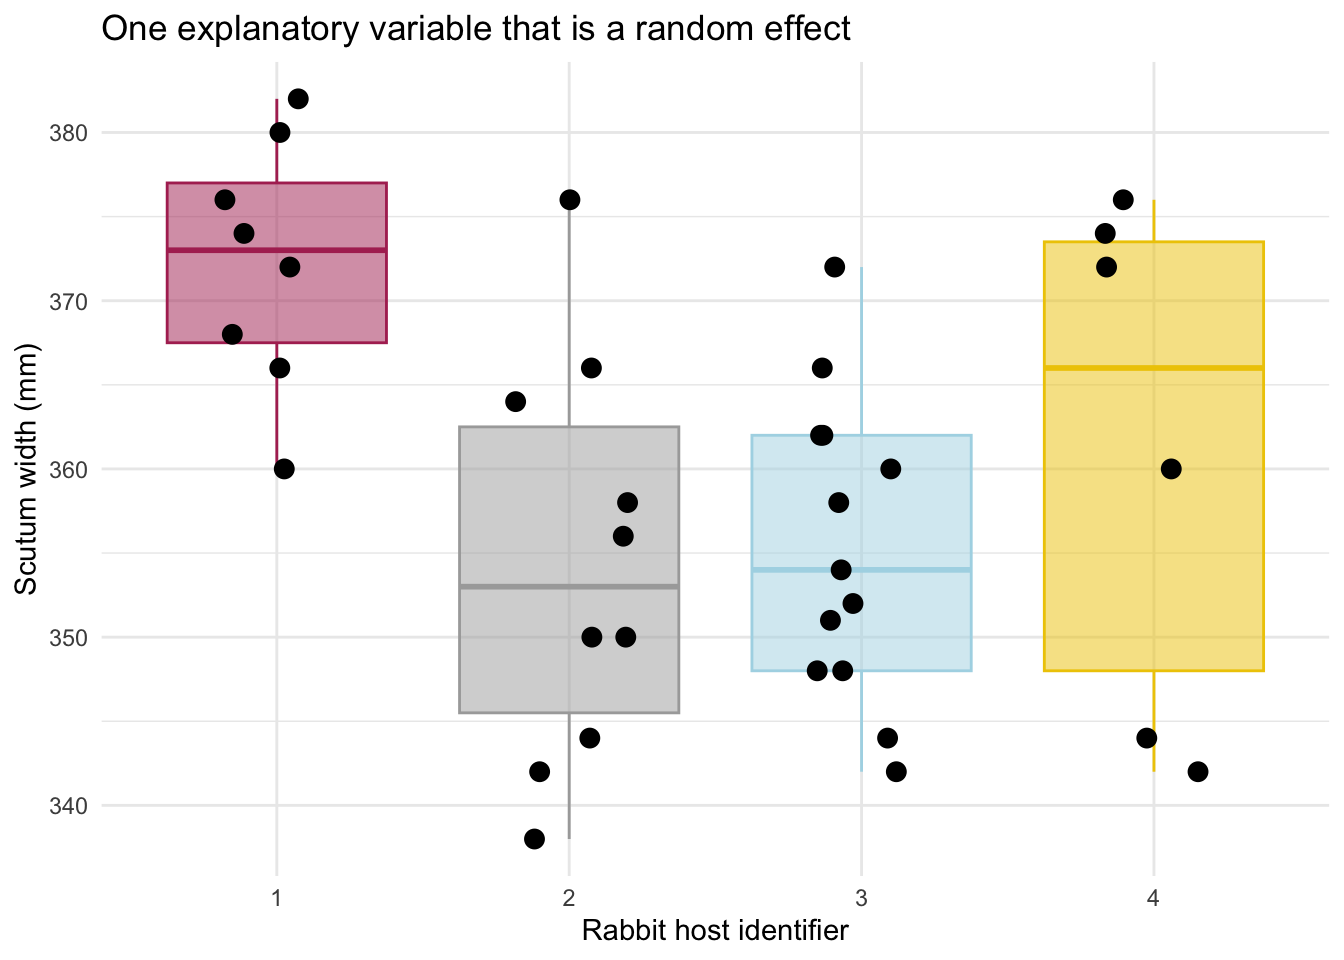 One explanatory variable that is a random effect
380
370
360
350
340
Scutum width (mm)
1 2 3 4
Rabbit host identifier